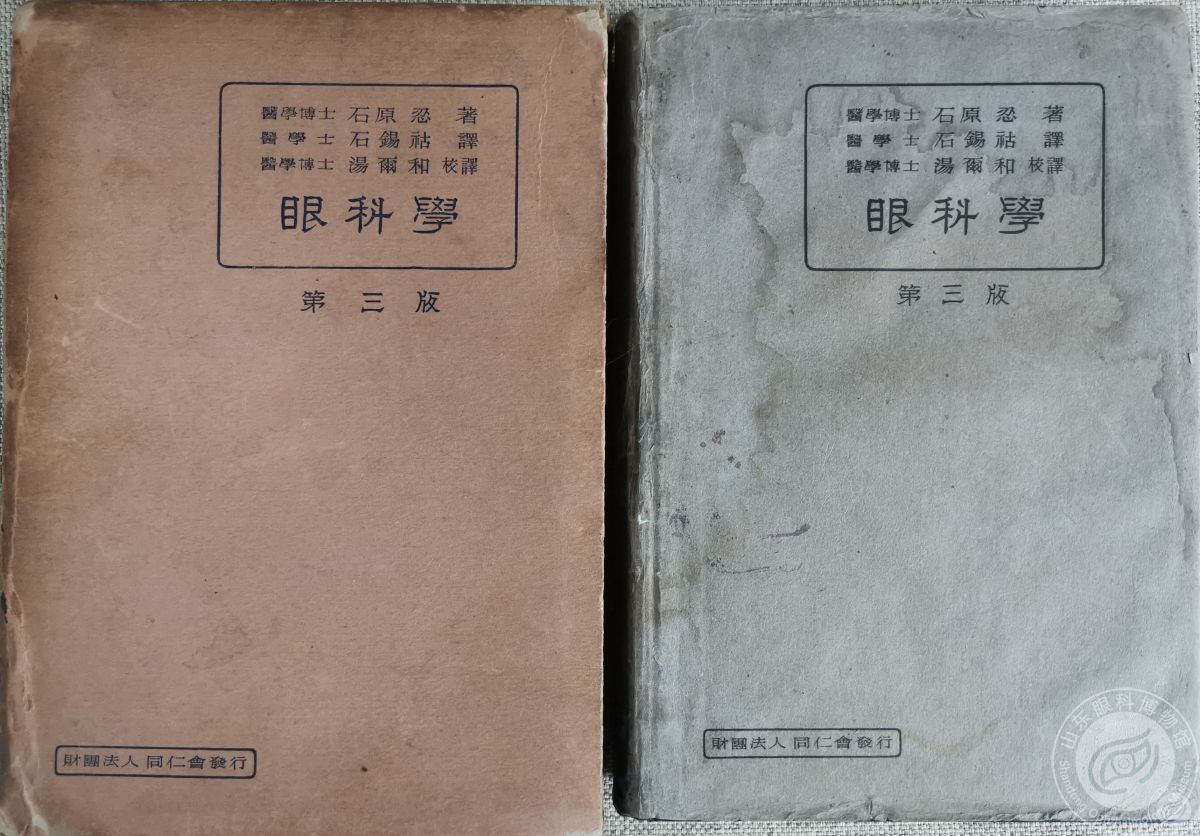 醫學博士 石原 忍 著
醫學士 石錫祜 譯
醫學博士 湯爾和 校譯
眼科學
第三版
財團法人 同仁會發行
醫學博士 石原 忍 著
醫學士 石錫祜 譯
醫學博士 湯爾和 校譯
眼科學
第三版
財團法人 同仁會發行
山东眼科博物馆